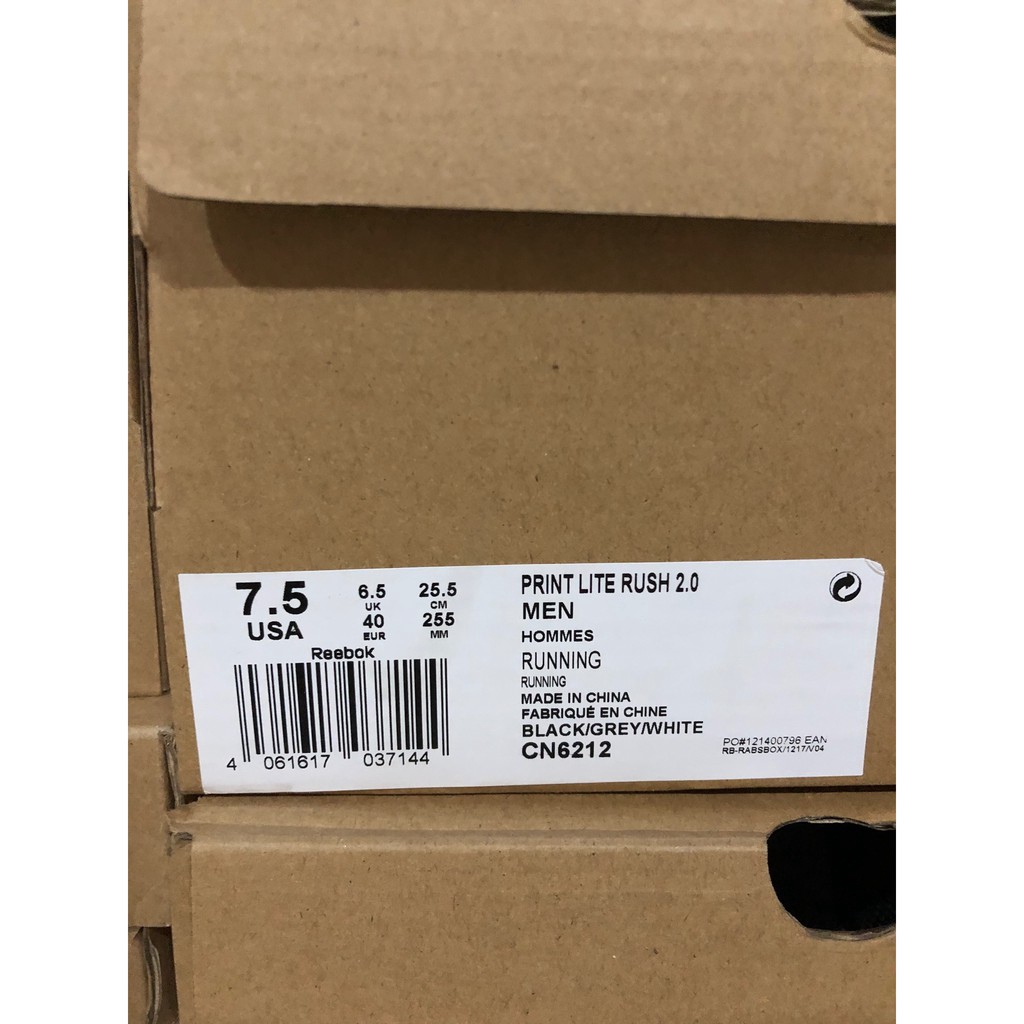 7.5
USA
6.5
UK
40
EUR
25.5
CM
255
MM
Reebok
4 061617 037144
PRINT LITE RUSH 2.0
MEN
HOMMES
RUNNING
RUNNING
MADE IN CHINA
FABRIQUÉ EN CHINE
BLACK/GREY/WHITE
CN6212
PO#121400796 EAN
RB-RABSBOX/1217/V04